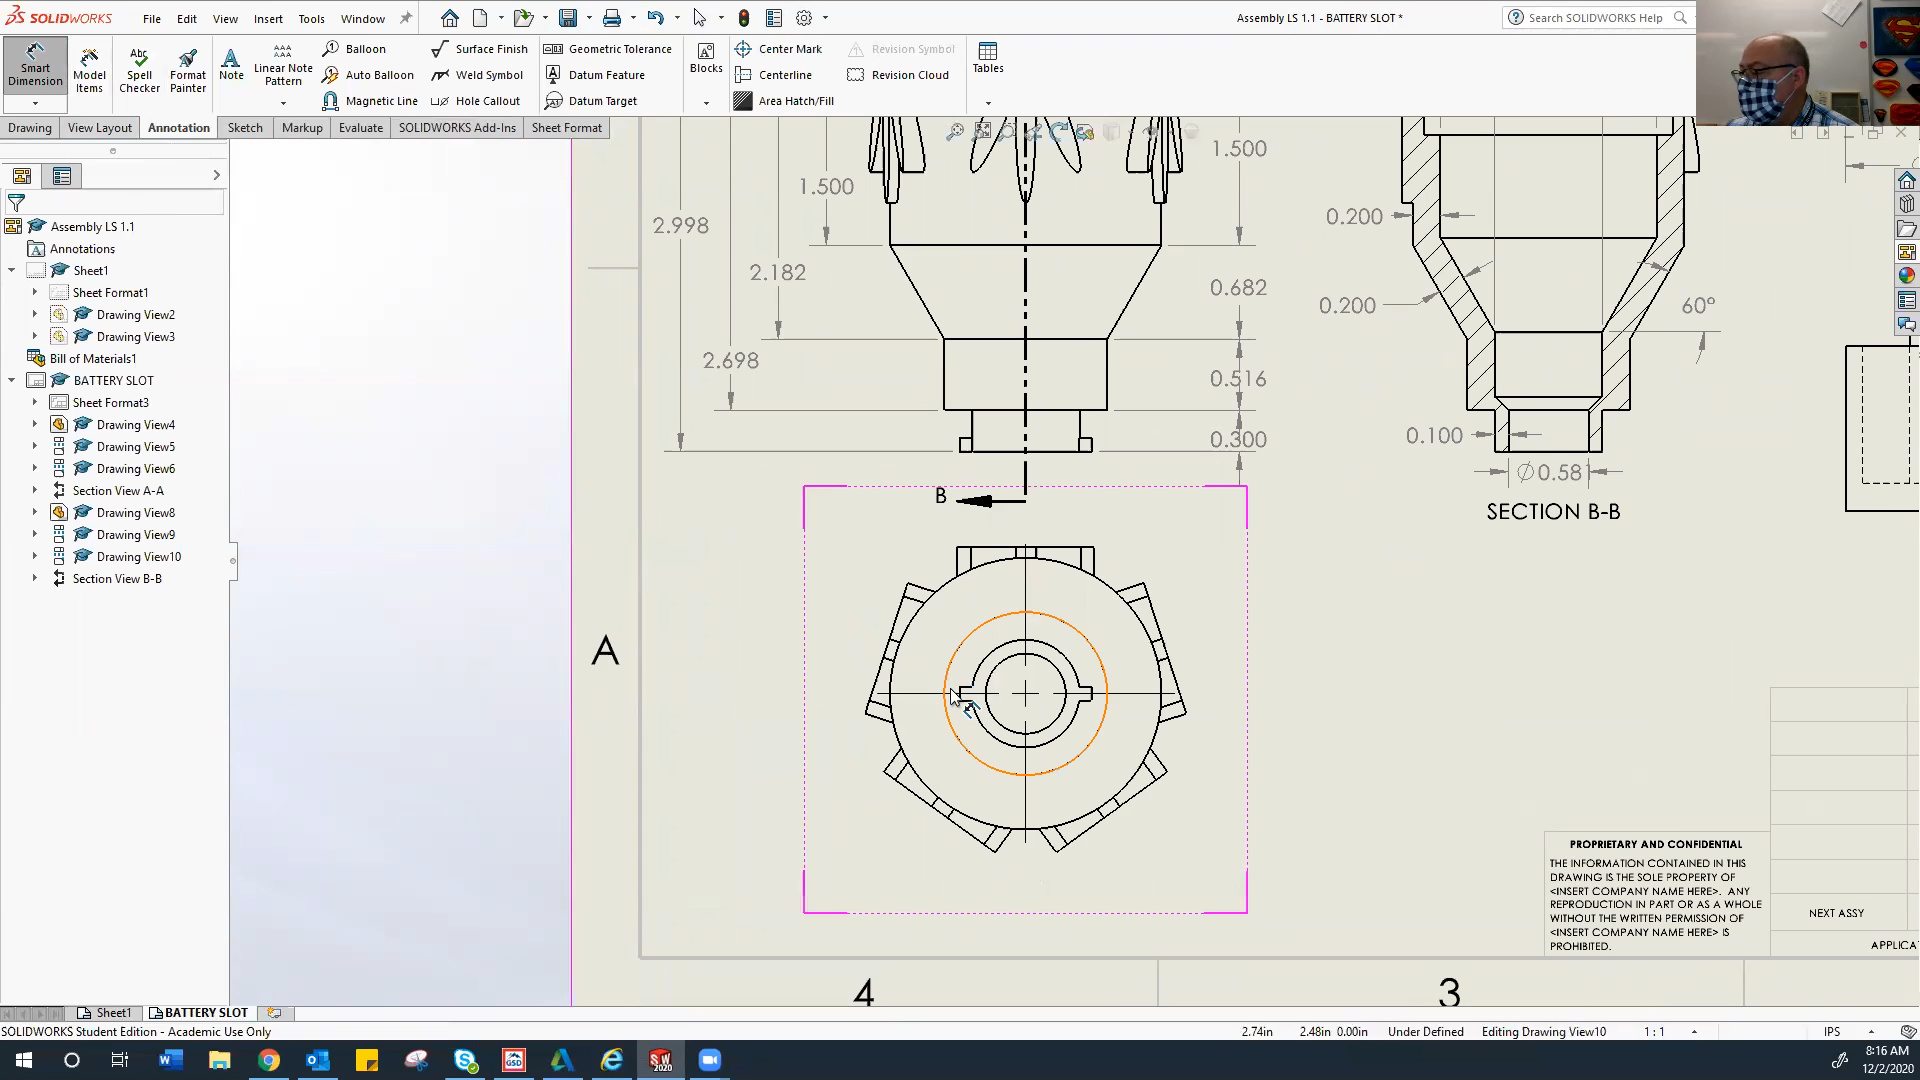 SOLIDWORKS File Edit View Insert Tools Window
Assembly LS 1.1 - BATTERY SLOT *
Search SOLIDWORKS Help
Smart Dimension
Model Items
Spell Checker
Format Painter
Note
Linear Note Pattern
Balloon
Auto Balloon
Magnetic Line
Surface Finish
Weld Symbol
Hole Callout
Geometric Tolerance
Datum Feature
Datum Target
Blocks
Center Mark
Centerline
Area Hatch/Fill
Revision Symbol
Revision Cloud
Tables
Drawing View Layout Annotation Sketch Markup Evaluate SOLIDWORKS Add-Ins Sheet Format
Assembly LS 1.1
Annotations
Sheet1
Sheet Format1
Drawing View2
Drawing View3
Bill of Materials1
BATTERY SLOT
Sheet Format3
Drawing View4
Drawing View5
Drawing View6
Section View A-A
Drawing View8
Drawing View9
Drawing View10
Section View B-B
1.500
1.500
2.998
2.182
2.698
0.682
0.516
0.300
B
0.200
0.200
60°
0.100
Ø0.581
SECTION B-B
A
4
3
PROPRIETARY AND CONFIDENTIAL
THE INFORMATION CONTAINED IN THIS
DRAWING IS THE SOLE PROPERTY OF
<INSERT COMPANY NAME HERE>. ANY
REPRODUCTION IN PART OR AS A WHOLE
WITHOUT THE WRITTEN PERMISSION OF
<INSERT COMPANY NAME HERE> IS
PROHIBITED.
NEXT ASSY
APPLICA
Sheet1 BATTERY SLOT
SOLIDWORKS Student Edition - Academic Use Only
2.74in 2.48in 0.00in Under Defined Editing Drawing View10 1 : 1 IPS
8:16 AM
12/2/2020